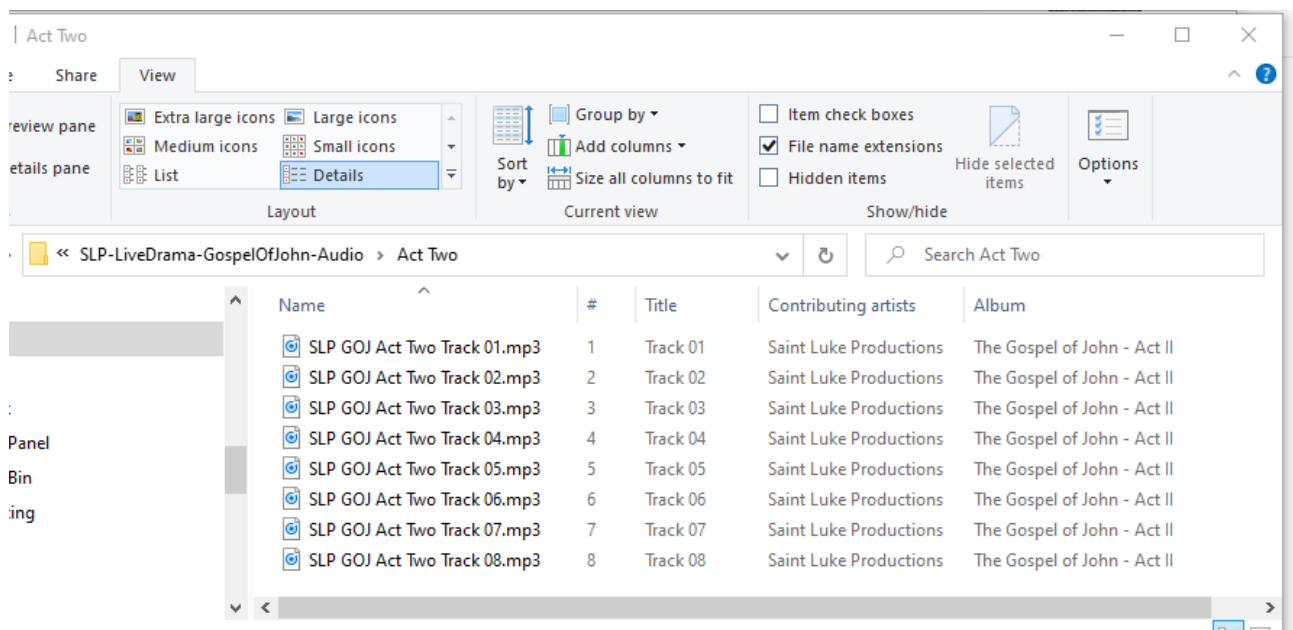 | Act Two
Share View
review pane
etails pane
Extra large icons Large icons
Medium icons Small icons
List Details
Layout
Sort by
Group by
Add columns
Size all columns to fit
Current view
Item check boxes
File name extensions
Hidden items
Hide selected items
Show/hide
Options
« SLP-LiveDrama-GospelOfJohn-Audio > Act Two
Search Act Two
Panel
Bin
ting
Name # Title Contributing artists Album
SLP GOJ Act Two Track 01.mp3 1 Track 01 Saint Luke Productions The Gospel of John - Act II
SLP GOJ Act Two Track 02.mp3 2 Track 02 Saint Luke Productions The Gospel of John - Act II
SLP GOJ Act Two Track 03.mp3 3 Track 03 Saint Luke Productions The Gospel of John - Act II
SLP GOJ Act Two Track 04.mp3 4 Track 04 Saint Luke Productions The Gospel of John - Act II
SLP GOJ Act Two Track 05.mp3 5 Track 05 Saint Luke Productions The Gospel of John - Act II
SLP GOJ Act Two Track 06.mp3 6 Track 06 Saint Luke Productions The Gospel of John - Act II
SLP GOJ Act Two Track 07.mp3 7 Track 07 Saint Luke Productions The Gospel of John - Act II
SLP GOJ Act Two Track 08.mp3 8 Track 08 Saint Luke Productions The Gospel of John - Act II